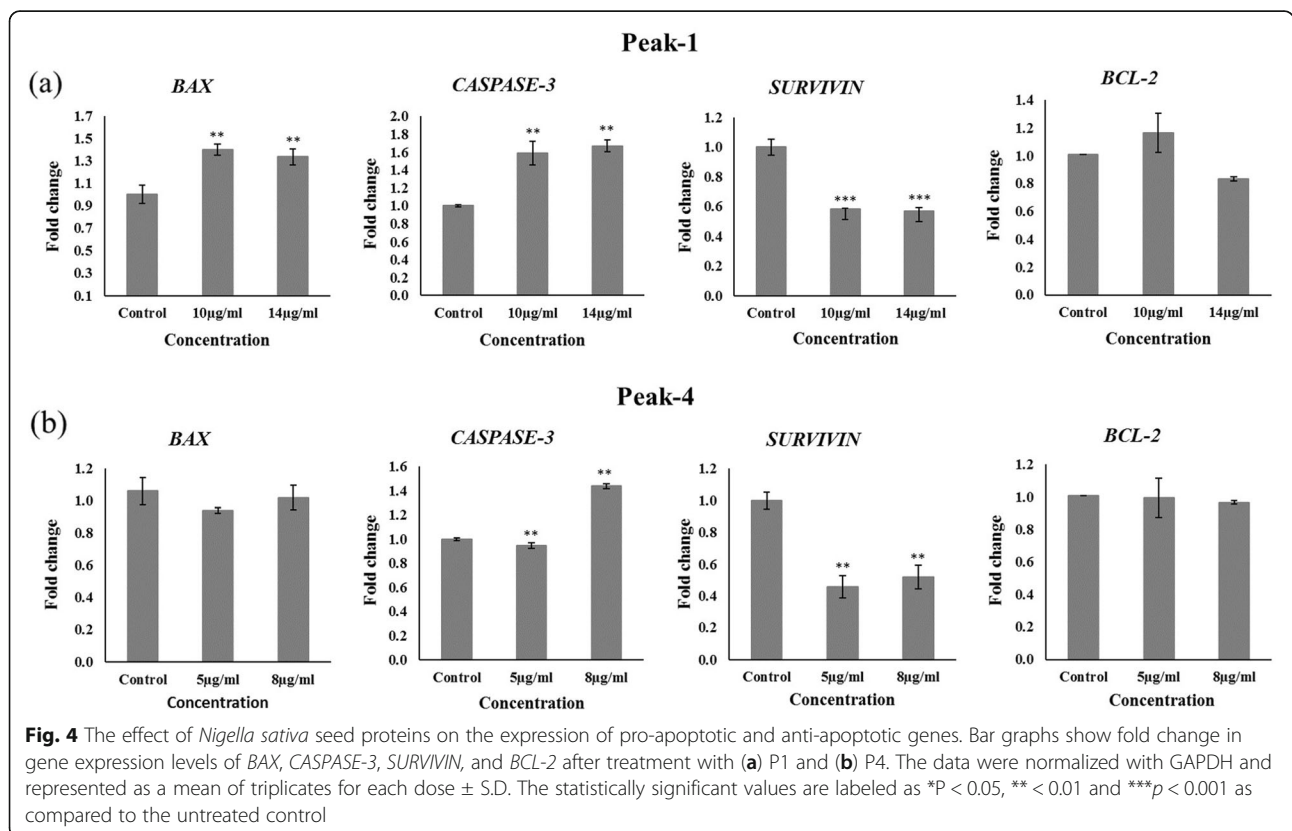 Peak-1
(a)
BAX
CASPASE-3
SURVIVIN
BCL-2
Fold change
1.7
1.5
1.3
1.1
0.9
0.7
0.5
0.3
0.1
Control 10µg/ml 14µg/ml
Concentration
Fold change
2.0
1.8
1.6
1.4
1.2
1.0
0.8
0.6
0.4
0.2
0.0
Control 10µg/ml 14µg/ml
Concentration
Fold change
1.2
1.0
0.8
0.6
0.4
0.2
0.0
Control 10µg/ml 14µg/ml
Concentration
Fold change
1.4
1.2
1.0
0.8
0.6
0.4
0.2
0.0
Control 10µg/ml 14µg/ml
Concentration
** **
** **
*** ***
Peak-4
(b)
BAX
CASPASE-3
SURVIVIN
BCL-2
Fold change
1.2
1.0
0.8
0.6
0.4
0.2
0.0
Control 5µg/ml 8µg/ml
Concentration
Fold change
1.6
1.4
1.2
1.0
0.8
0.6
0.4
0.2
0.0
Control 5µg/ml 8µg/ml
Concentration
Fold change
1.2
1.0
0.8
0.6
0.4
0.2
0.0
Control 5µg/ml 8µg/ml
Concentration
Fold change
1.2
1.0
0.8
0.6
0.4
0.2
0.0
Control 5µg/ml 8µg/ml
Concentration
** **
** **
Fig. 4 The effect of Nigella sativa seed proteins on the expression of pro-apoptotic and anti-apoptotic genes. Bar graphs show fold change in
gene expression levels of BAX, CASPASE-3, SURVIVIN, and BCL-2 after treatment with (a) P1 and (b) P4. The data were normalized with GAPDH and
represented as a mean of triplicates for each dose ± S.D. The statistically significant values are labeled as *P < 0.05, ** < 0.01 and ***p < 0.001 as
compared to the untreated control